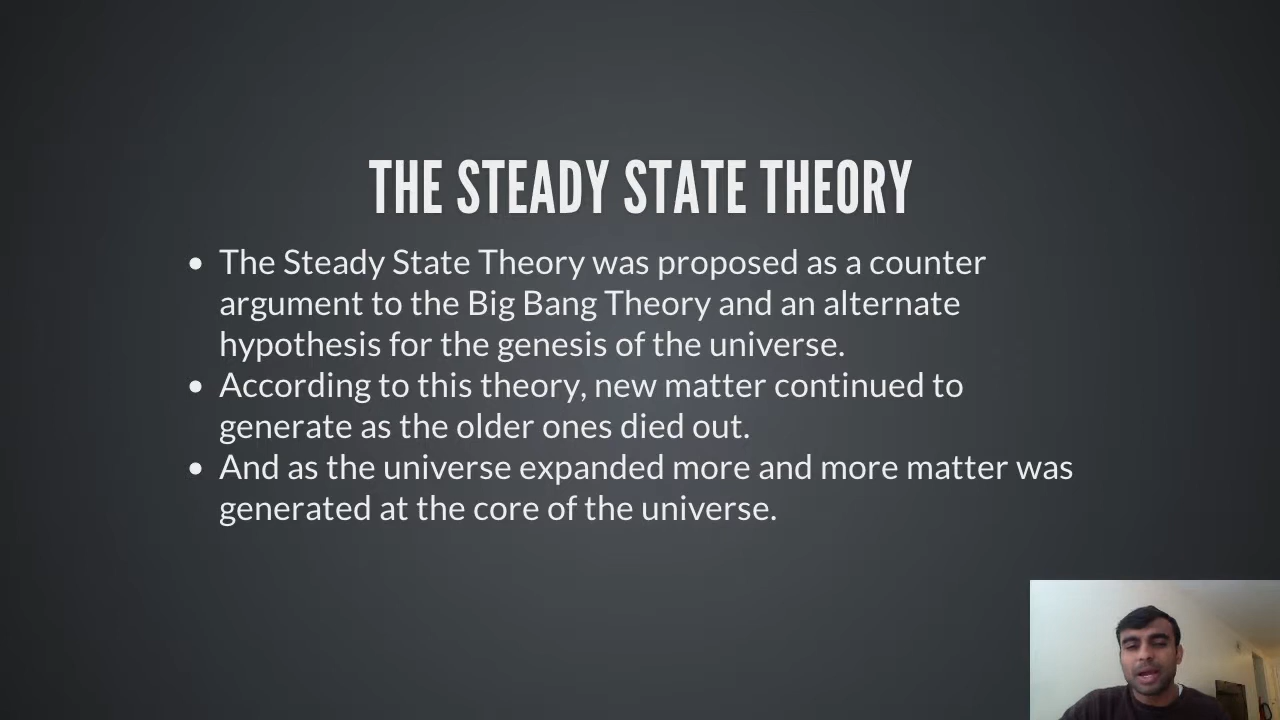 THE STEADY STATE THEORY
• The Steady State Theory was proposed as a counter
argument to the Big Bang Theory and an alternate
hypothesis for the genesis of the universe.
• According to this theory, new matter continued to
generate as the older ones died out.
• And as the universe expanded more and more matter was
generated at the core of the universe.